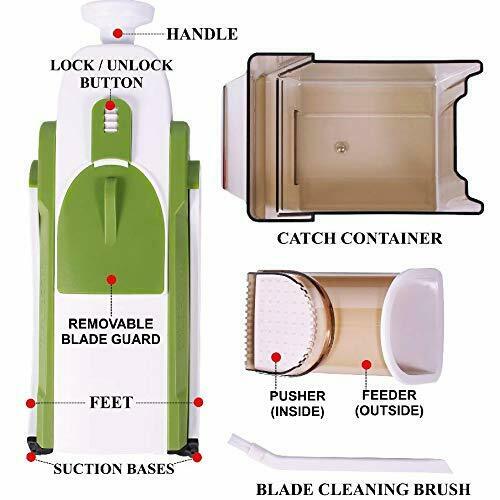 HANDLE
LOCK / UNLOCK
BUTTON
CATCH CONTAINER
REMOVABLE
BLADE GUARD
PUSHER
(INSIDE)
FEEDER
(OUTSIDE)
FEET
SUCTION BASES
BLADE CLEANING BRUSH